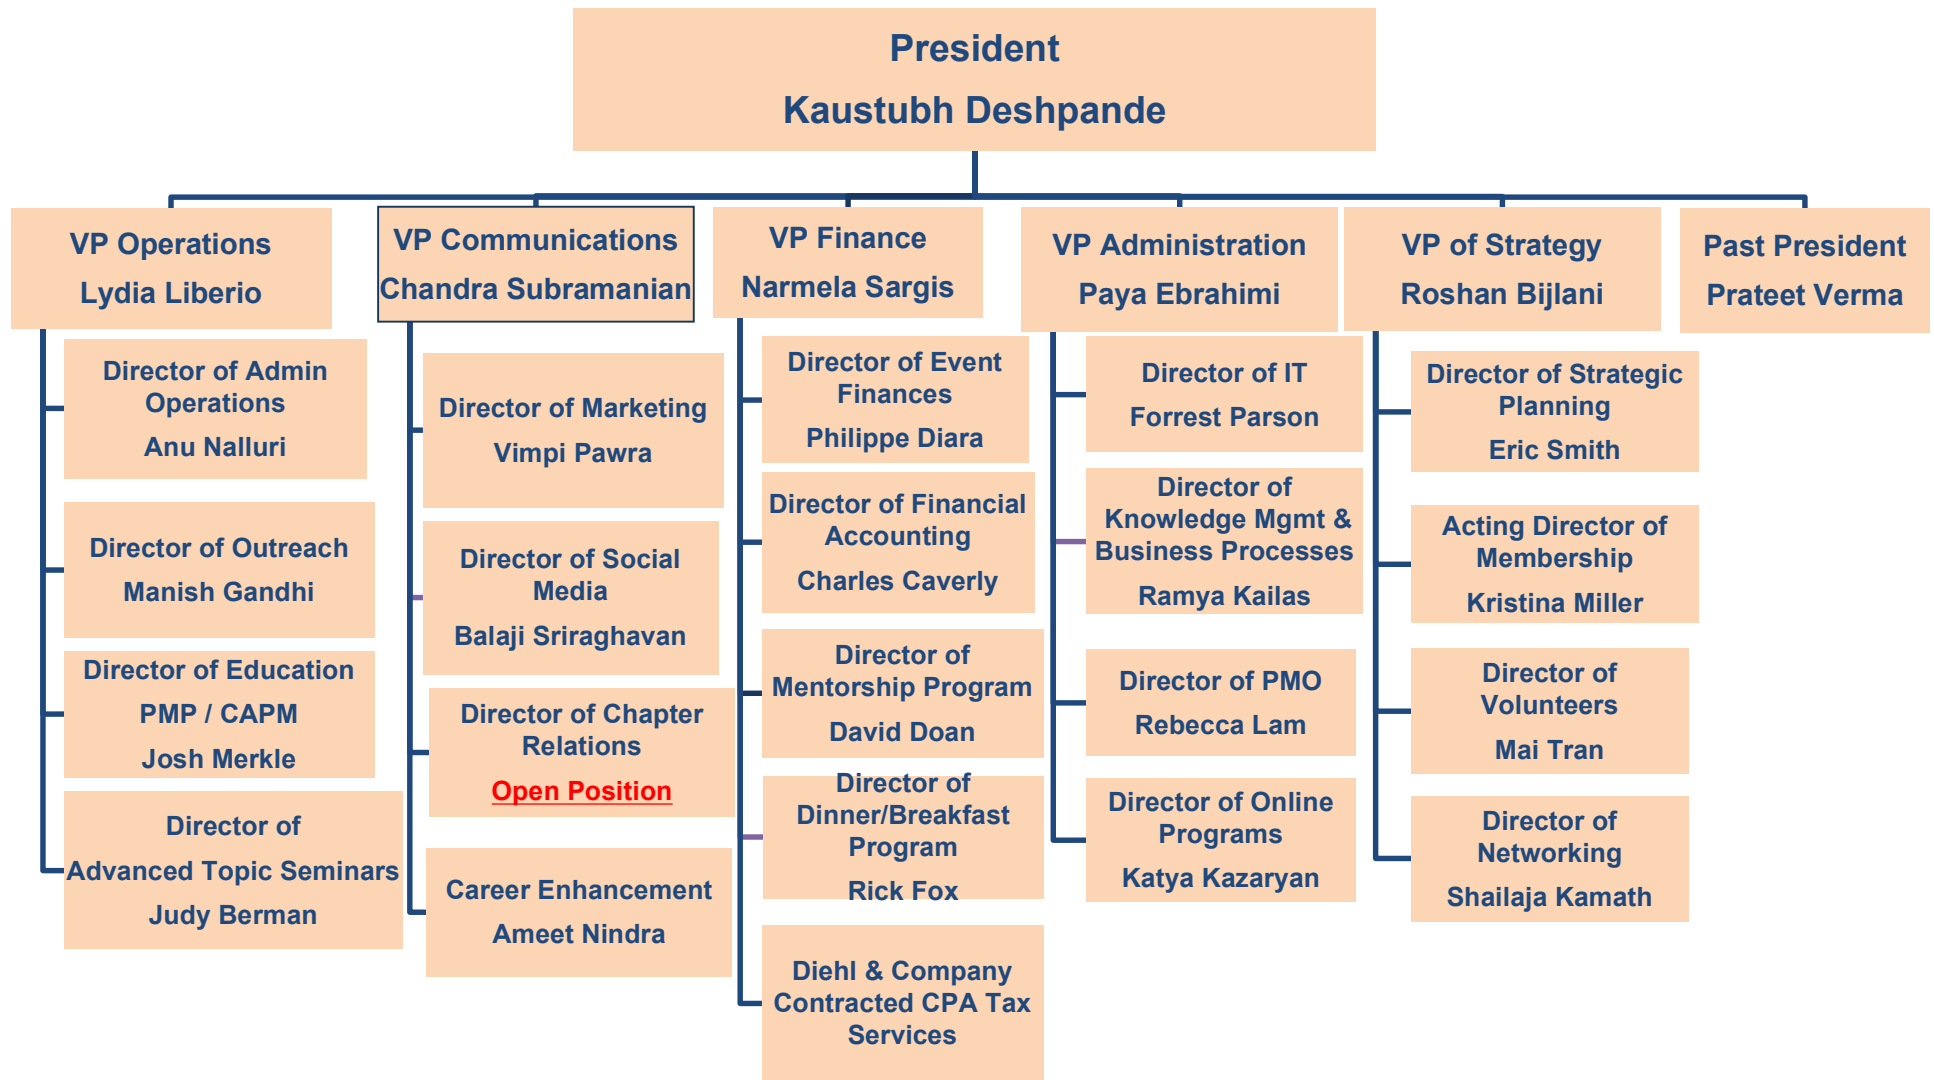 President
Kaustubh Deshpande
VP Operations
Lydia Liberio
VP Communications
Chandra Subramanian
VP Finance
Narmela Sargis
VP Administration
Paya Ebrahimi
VP of Strategy
Roshan Bijlani
Past President
Prateet Verma
Director of Admin
Operations
Anu Nalluri
Director of Outreach
Manish Gandhi
Director of Education
PMP / CAPM
Josh Merkle
Director of
Advanced Topic Seminars
Judy Berman
Director of Marketing
Vimpi Pawra
Director of Social
Media
Balaji Sriraghavan
Director of Chapter
Relations
Open Position
Career Enhancement
Ameet Nindra
Director of Event
Finances
Philippe Diara
Director of Financial
Accounting
Charles Caverly
Director of
Mentorship Program
David Doan
Director of
Dinner/Breakfast
Program
Rick Fox
Diehl & Company
Contracted CPA Tax
Services
Director of IT
Forrest Parson
Director of
Knowledge Mgmt &
Business Processes
Ramya Kailas
Director of PMO
Rebecca Lam
Director of Online
Programs
Katya Kazaryan
Director of Strategic
Planning
Eric Smith
Acting Director of
Membership
Kristina Miller
Director of
Volunteers
Mai Tran
Director of
Networking
Shailaja Kamath